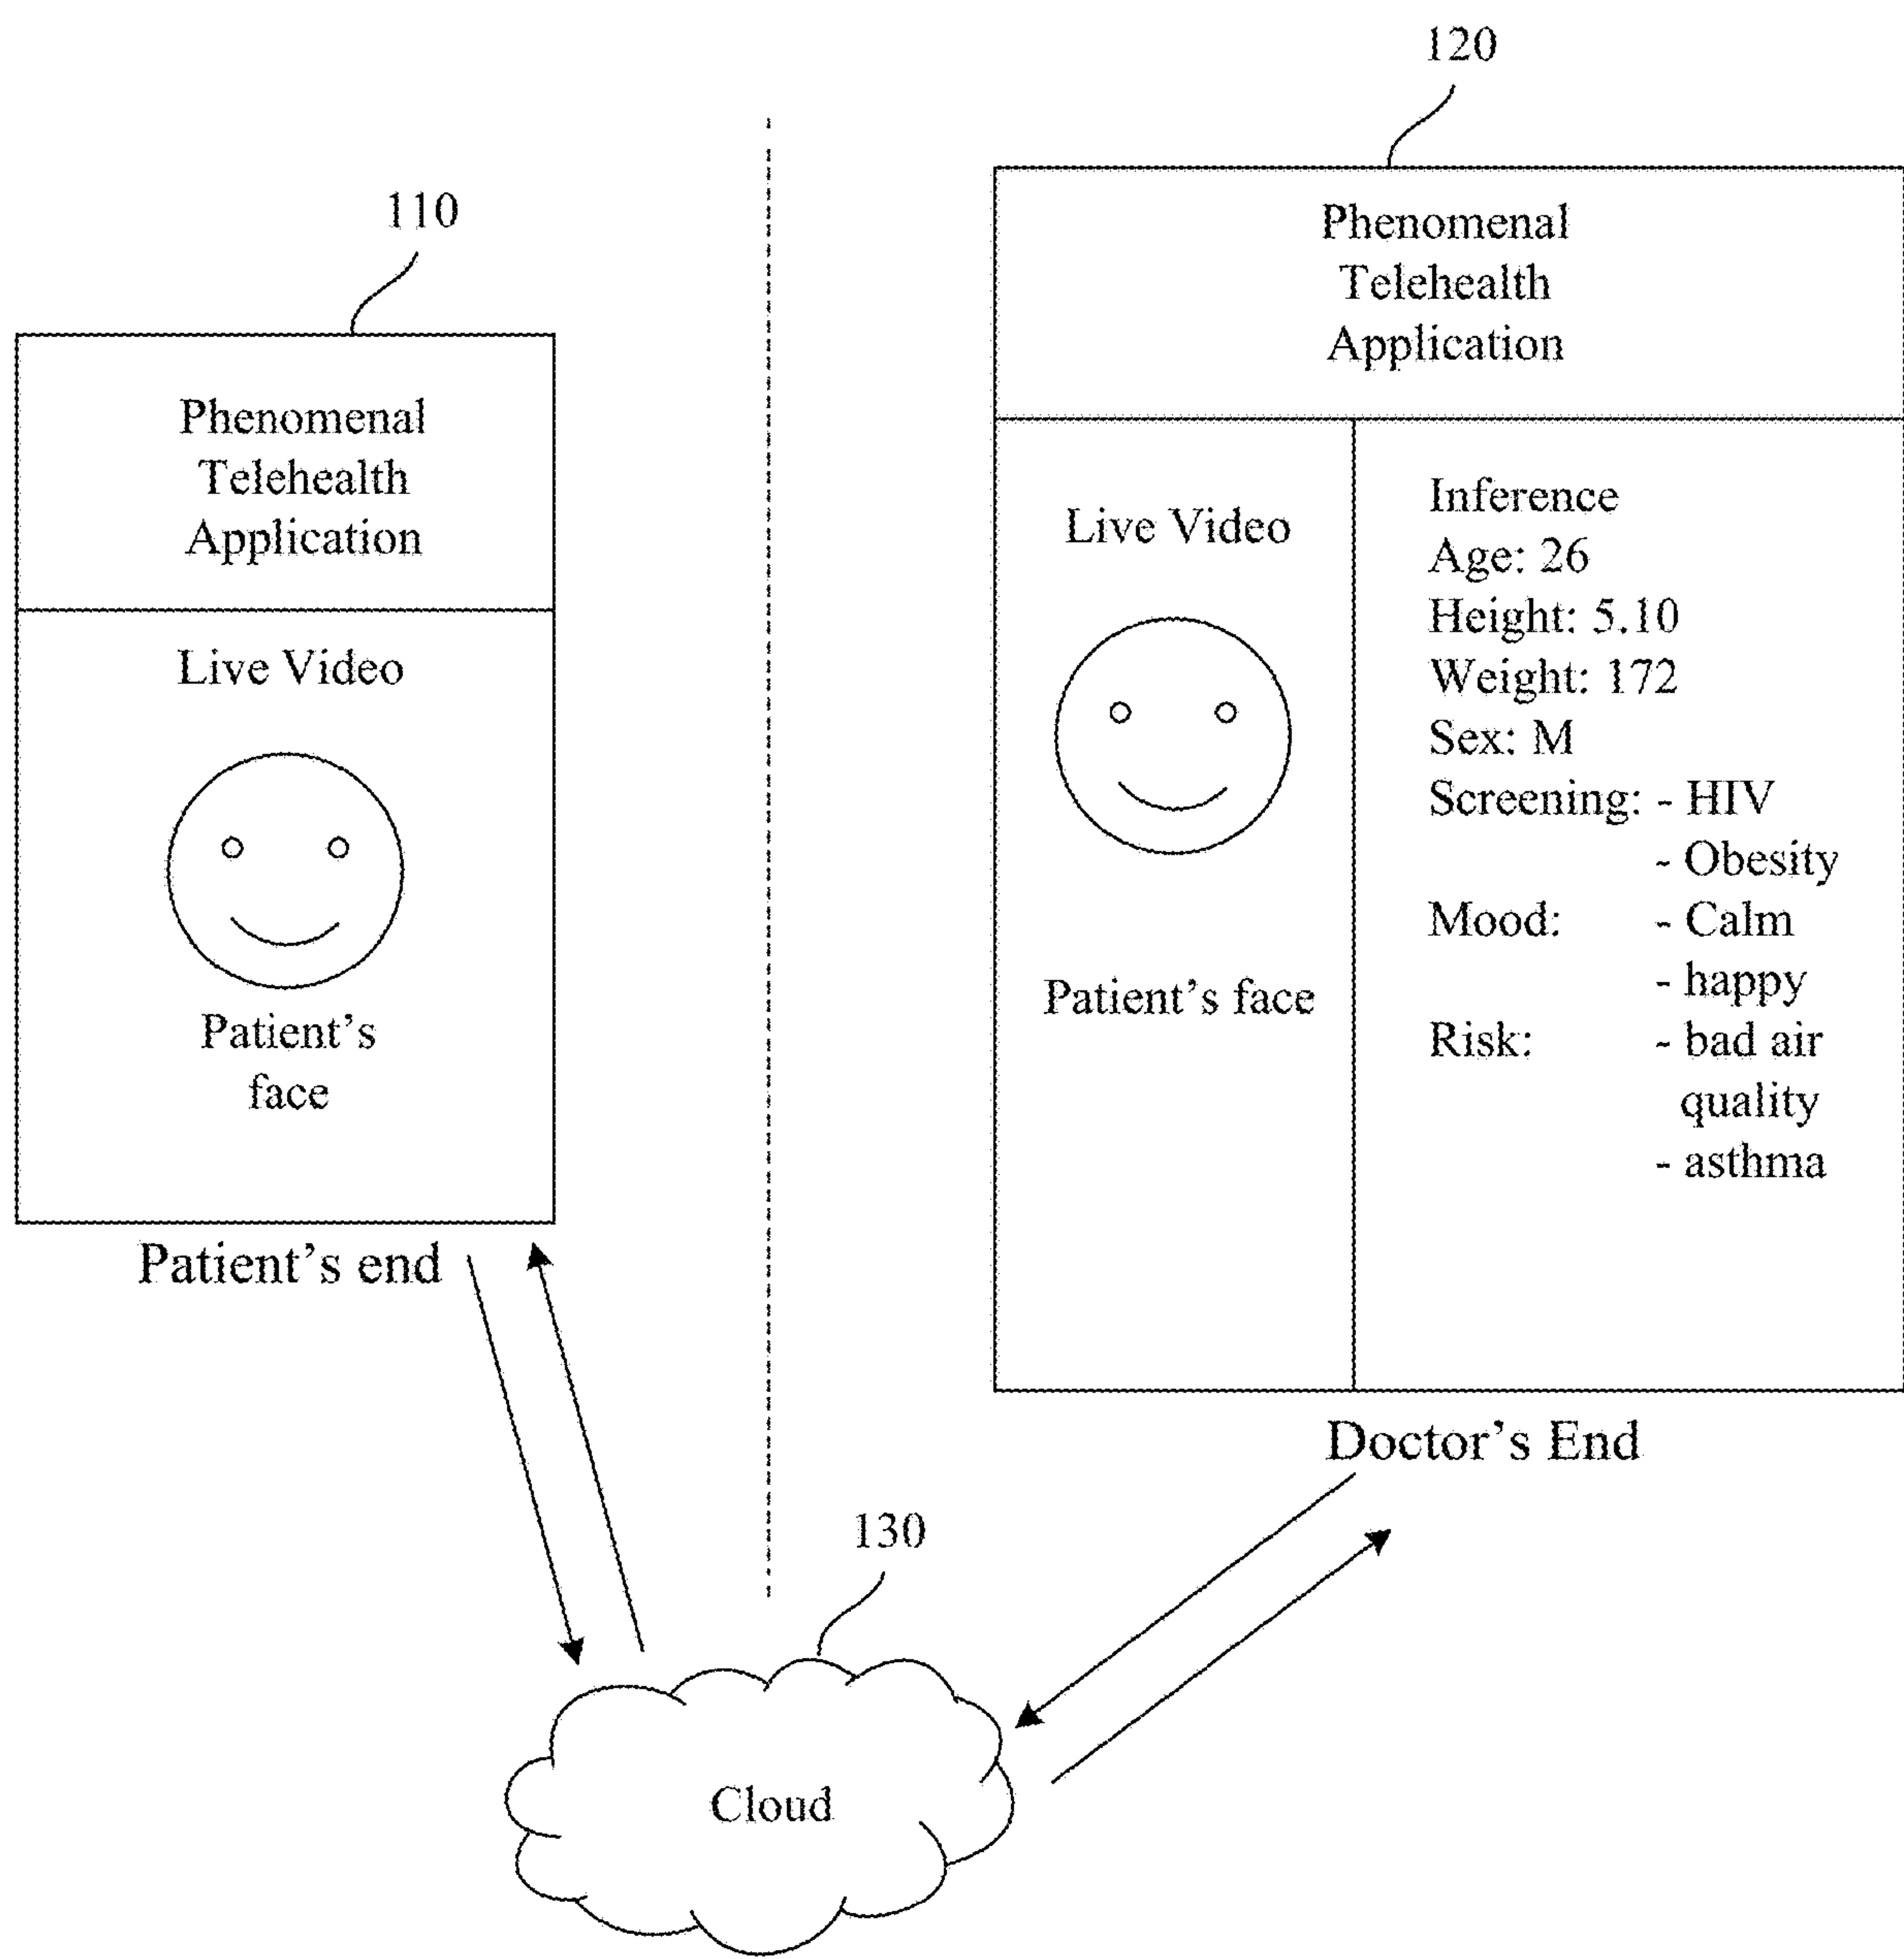 120
110
Phenomenal
Telehealth
Application
Phenomenal
Telehealth
Application
Live Video
Patient's
face
Patient's end
Live Video
Patient's face
Inference
Age: 26
Height: 5.10
Weight: 172
Sex: M
Screening: - HIV
- Obesity
Mood: - Calm
- happy
Risk: - bad air
quality
- asthma
Doctor's End
130
Cloud